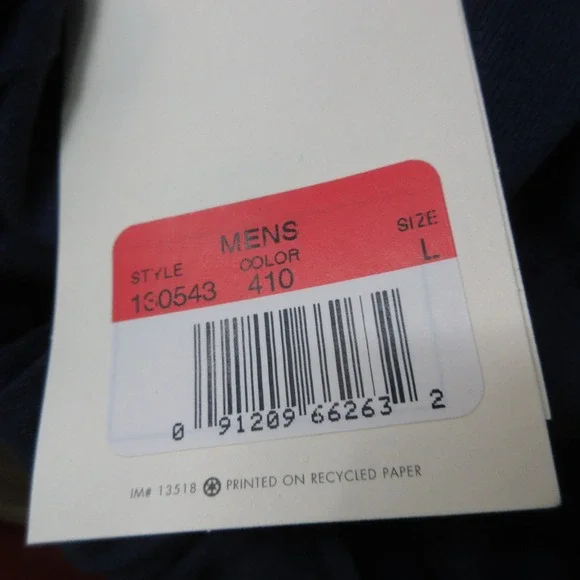 MENS
STYLE COLOR SIZE
130543 410 L
0 91209 66263 2
IM# 13518 PRINTED ON RECYCLED PAPER